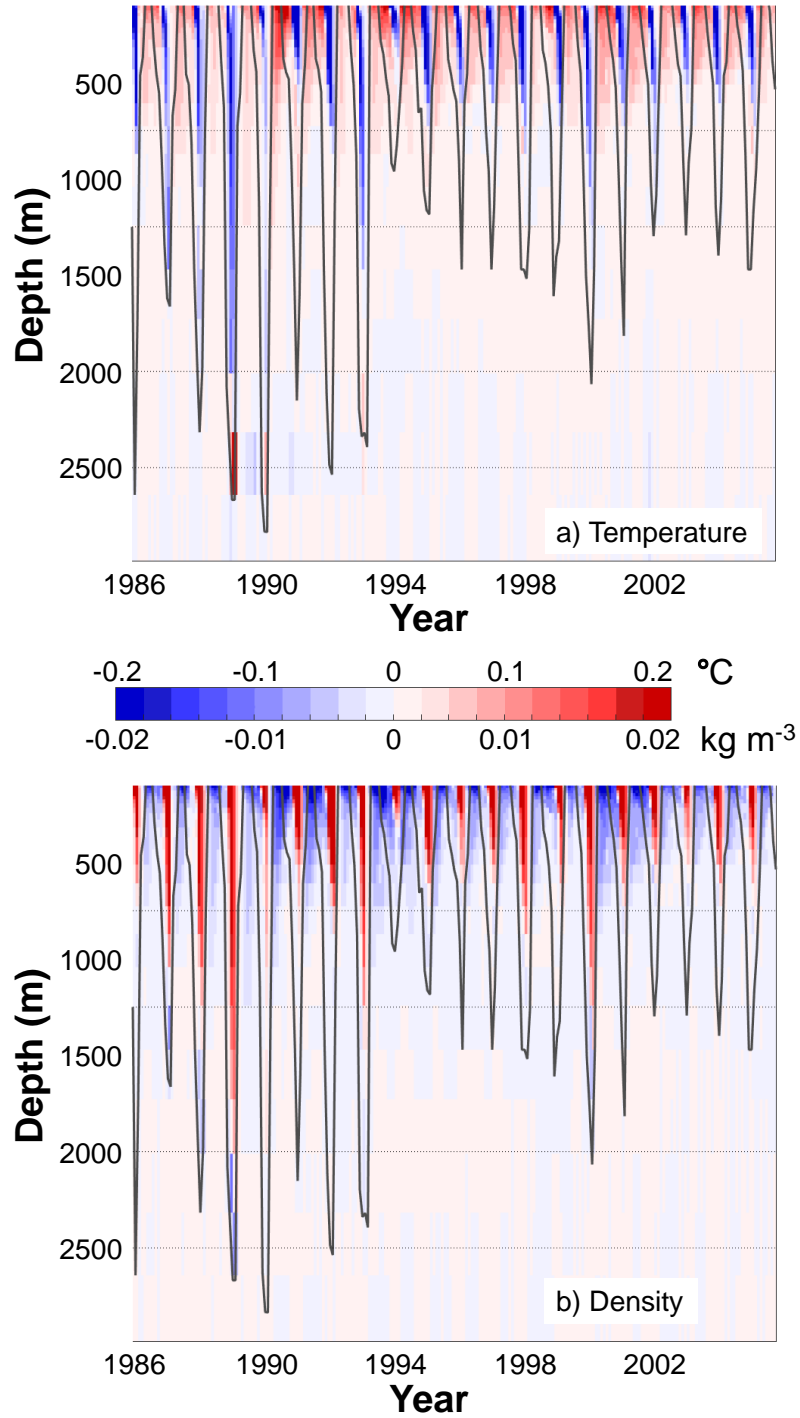 500
1000
1500
2000
2500
Depth (m)
a) Temperature
1986 1990 1994 1998 2002
Year
-0.2 -0.1 0 0.1 0.2 °C
-0.02 -0.01 0 0.01 0.02 kg m-3
500
1000
1500
2000
2500
Depth (m)
b) Density
1986 1990 1994 1998 2002
Year